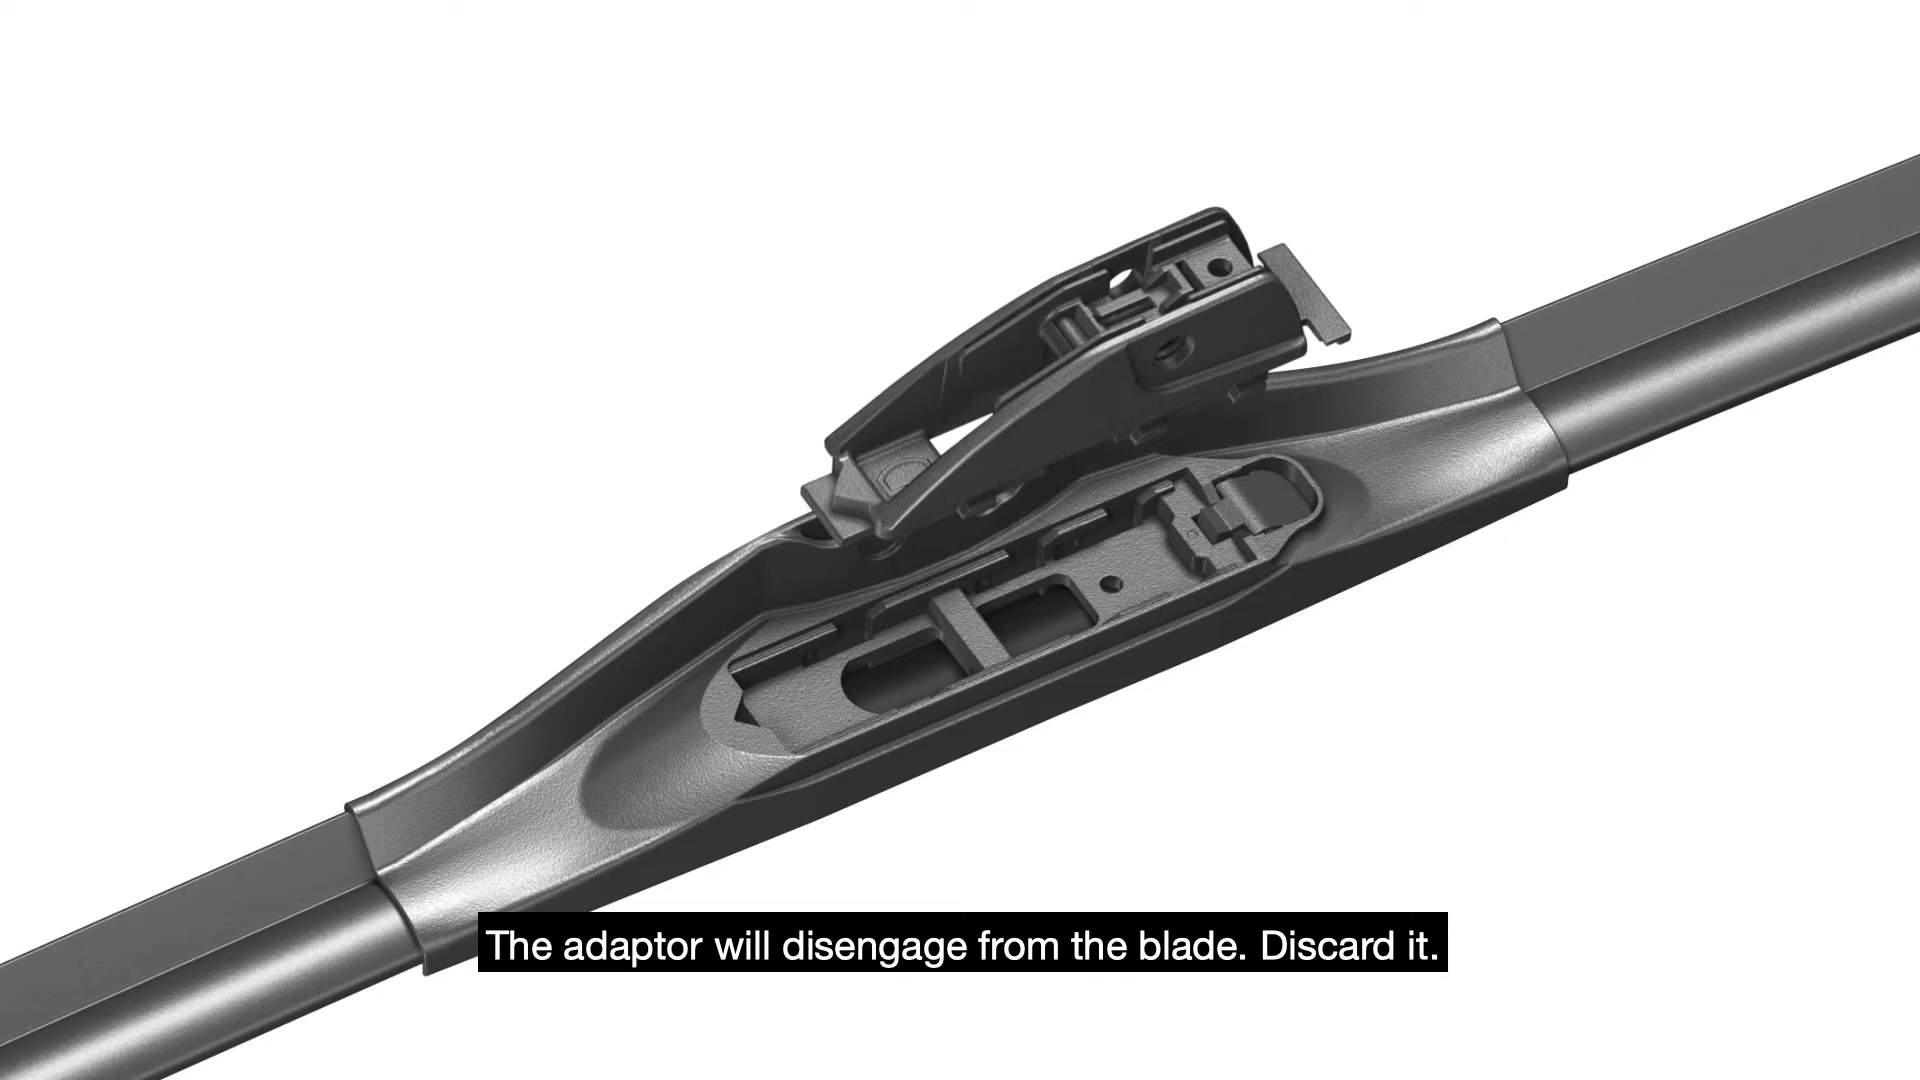 The adaptor will disengage from the blade. Discard it.